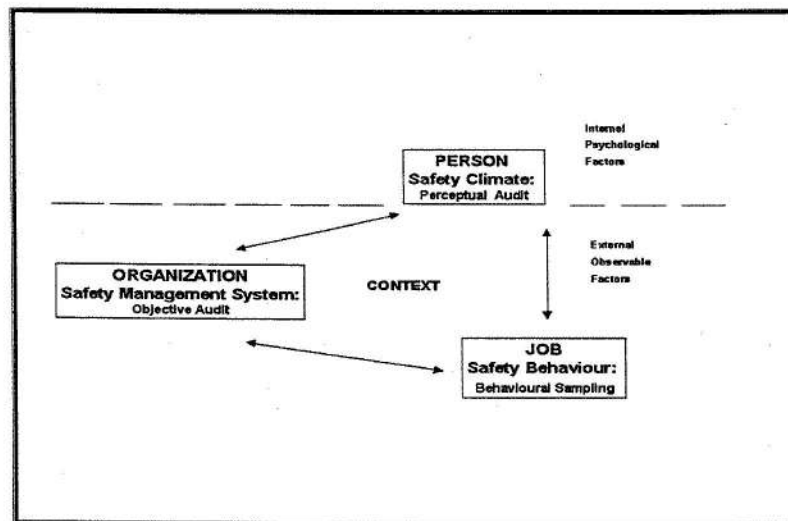 Internal
Psychological
Factors
PERSON
Safety Climate:
Perceptual Audit
External
Observable
Factors
ORGANIZATION
Safety Management System:
Objective Audit
CONTEXT
JOB
Safety Behaviour:
Behavioural Sampling